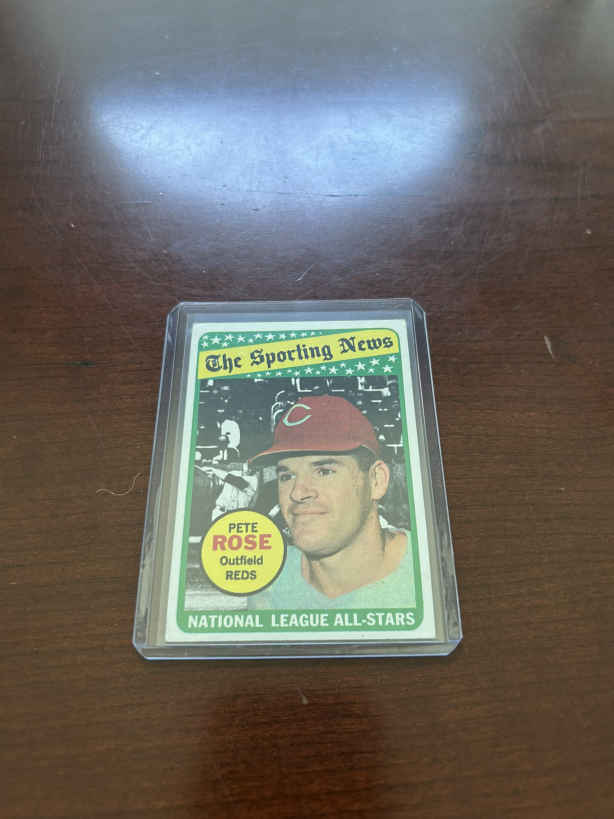 The Sporting News
C
PETE
ROSE
Outfield
REDS
NATIONAL LEAGUE ALL-STARS